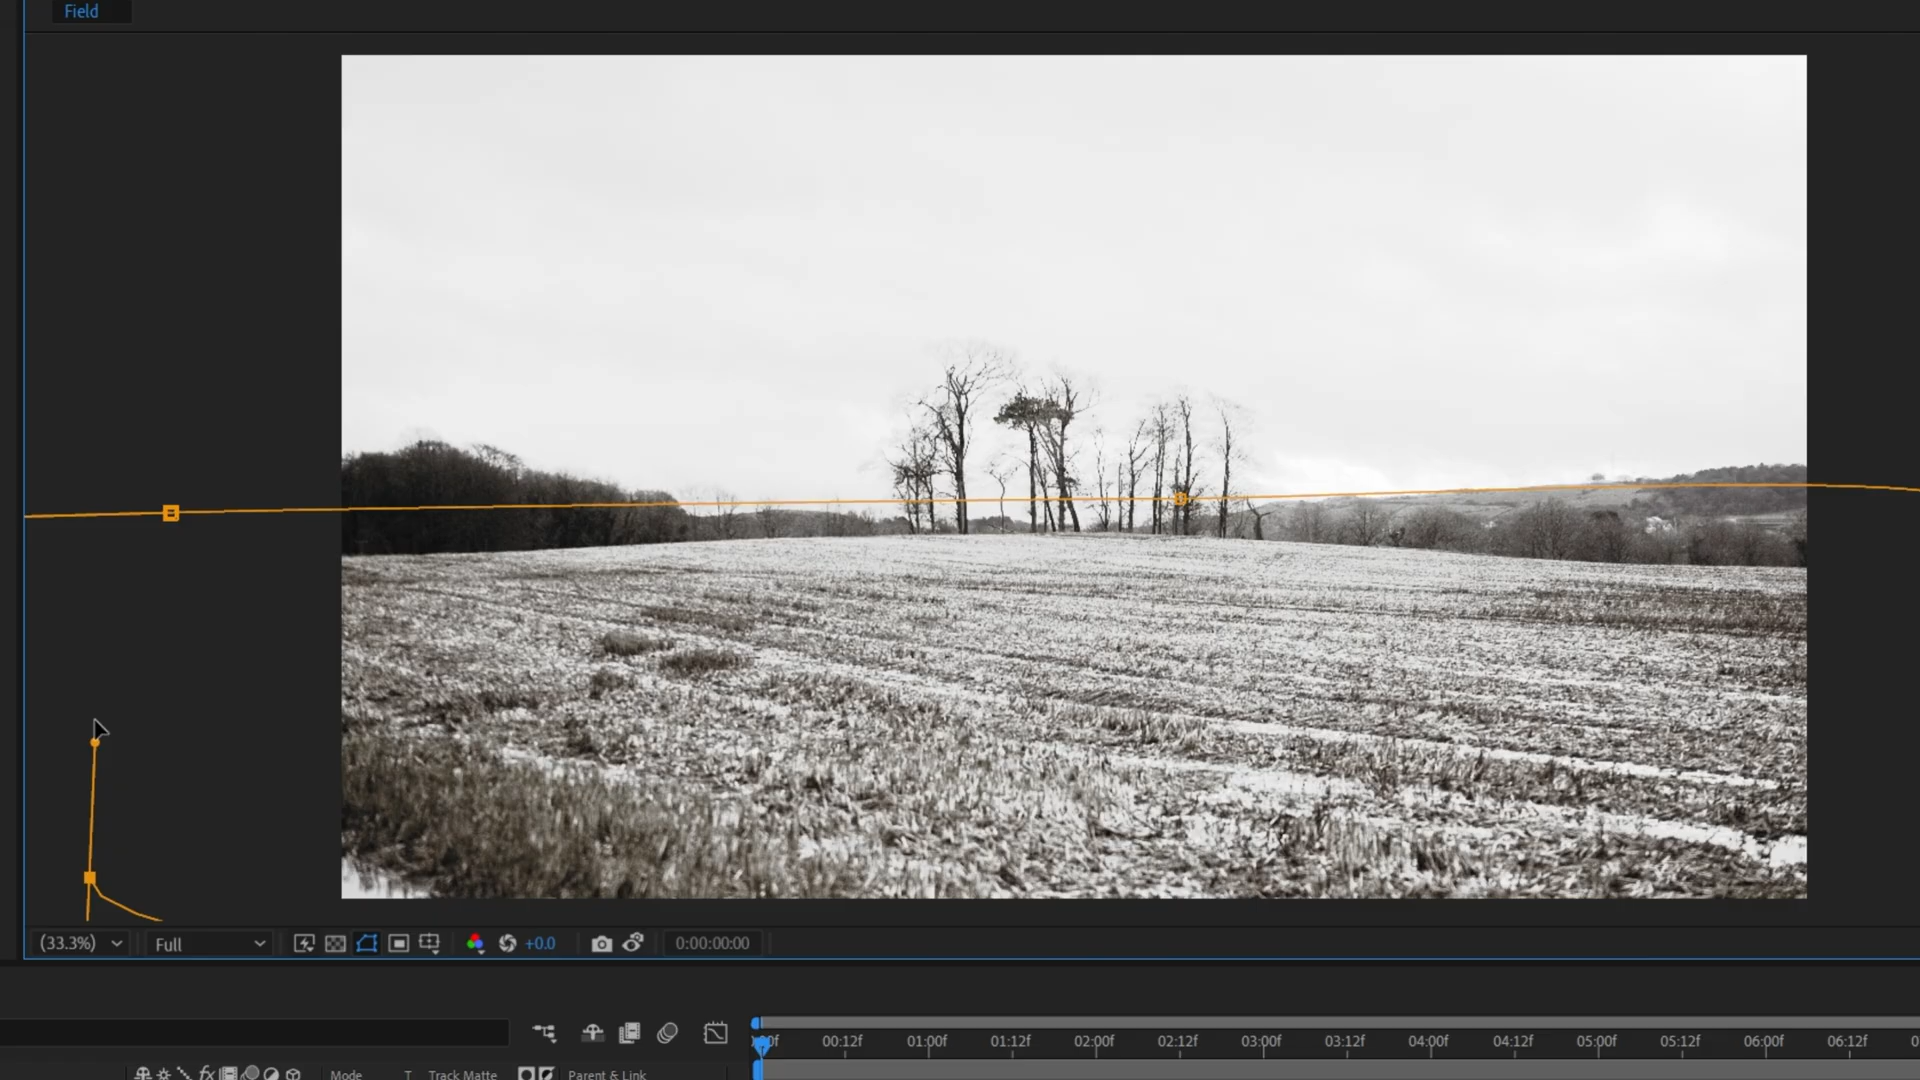 Field
(33.3%) Full +0.0 0:00:00:00
00:12f 01:00f 01:12f 02:00f 02:12f 03:00f 03:12f 04:00f 04:12f 05:00f 05:12f 06:00f 06:12f
fx Mode T Track Matte Parent & Link